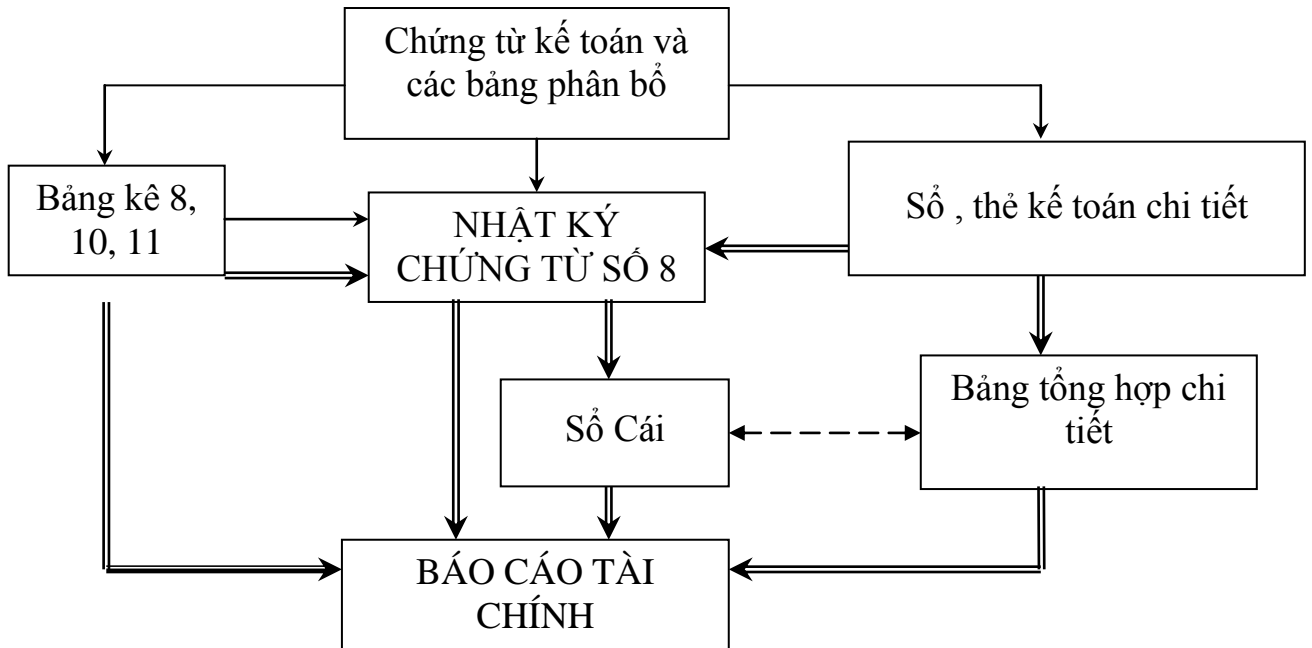 Chứng từ kế toán và
các bảng phân bổ
Bảng kê 8,
10, 11
NHẬT KÝ
CHỨNG TỪ SỐ 8
Sổ , thẻ kế toán chi tiết
Sổ Cái
Bảng tổng hợp chi
tiết
BÁO CÁO TÀI
CHÍNH